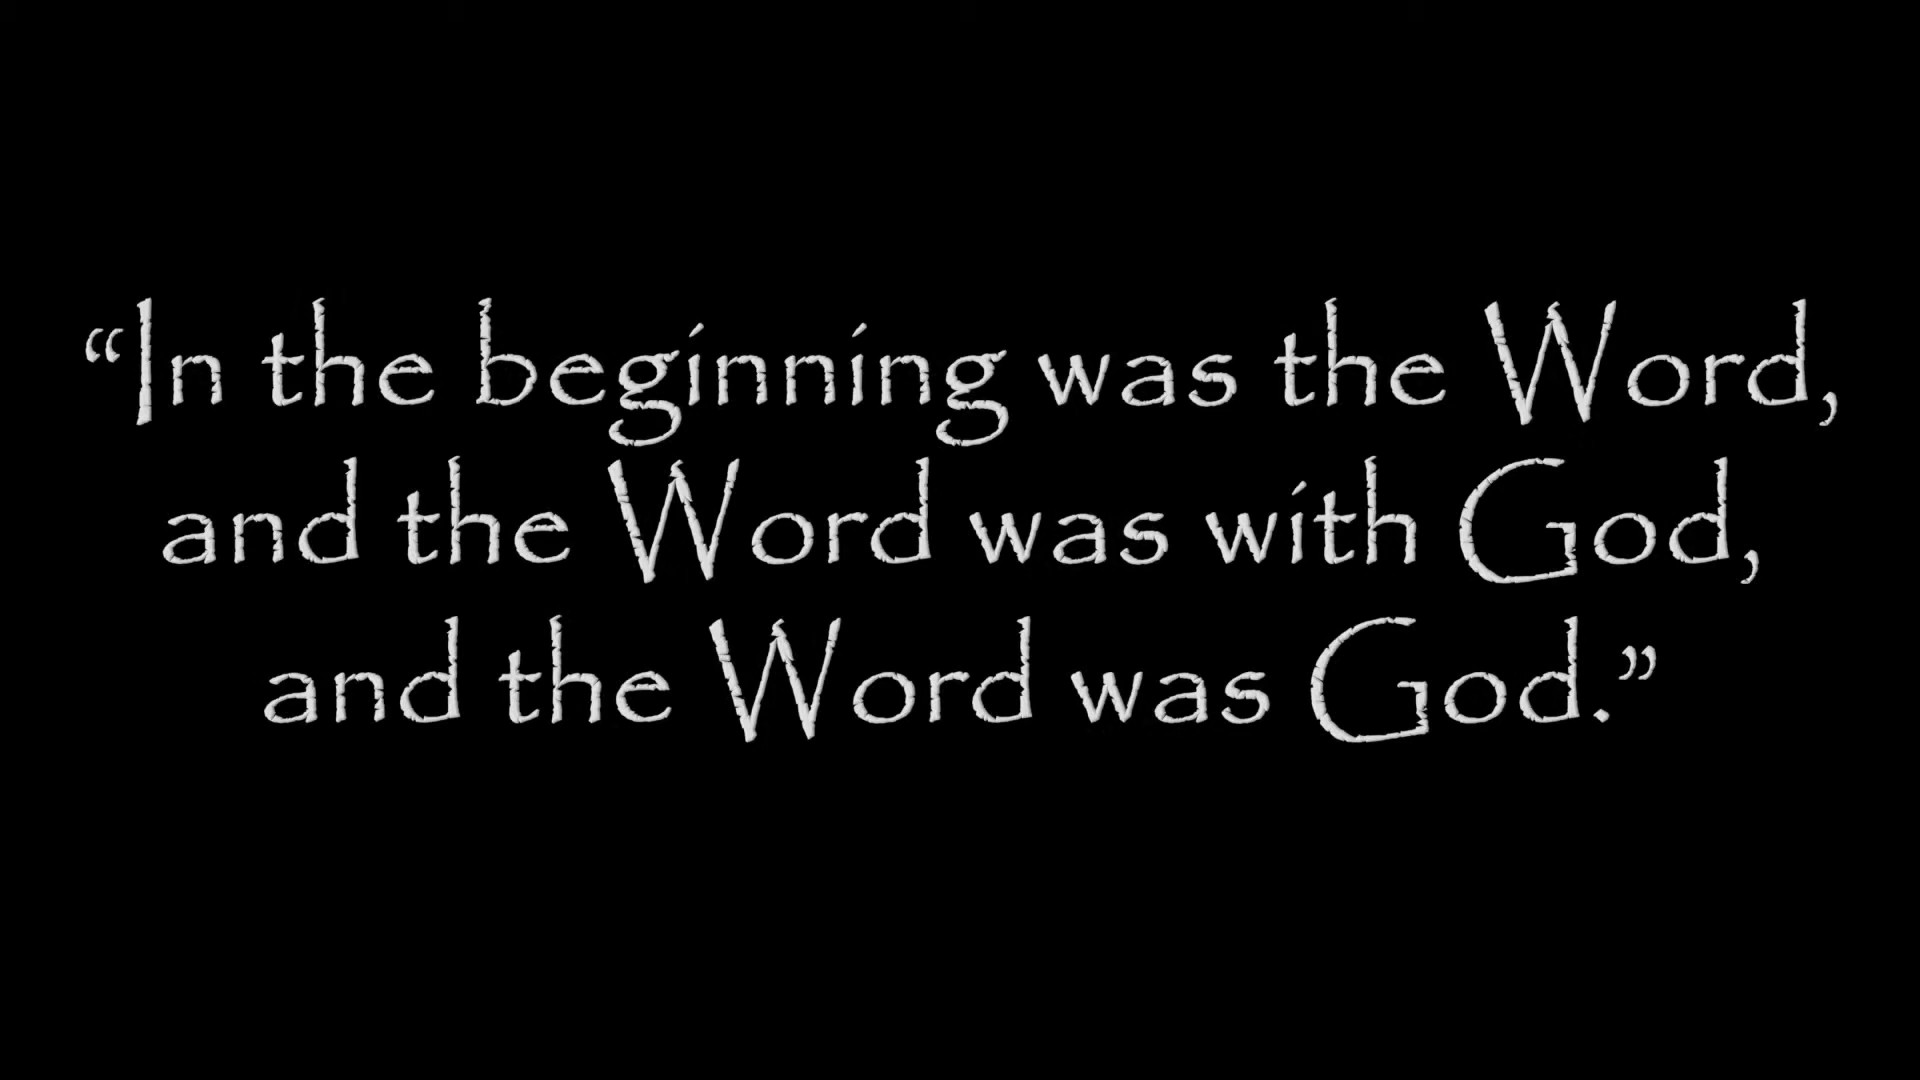 “In the beginning was the Word,
and the Word was with God,
and the Word was God.”